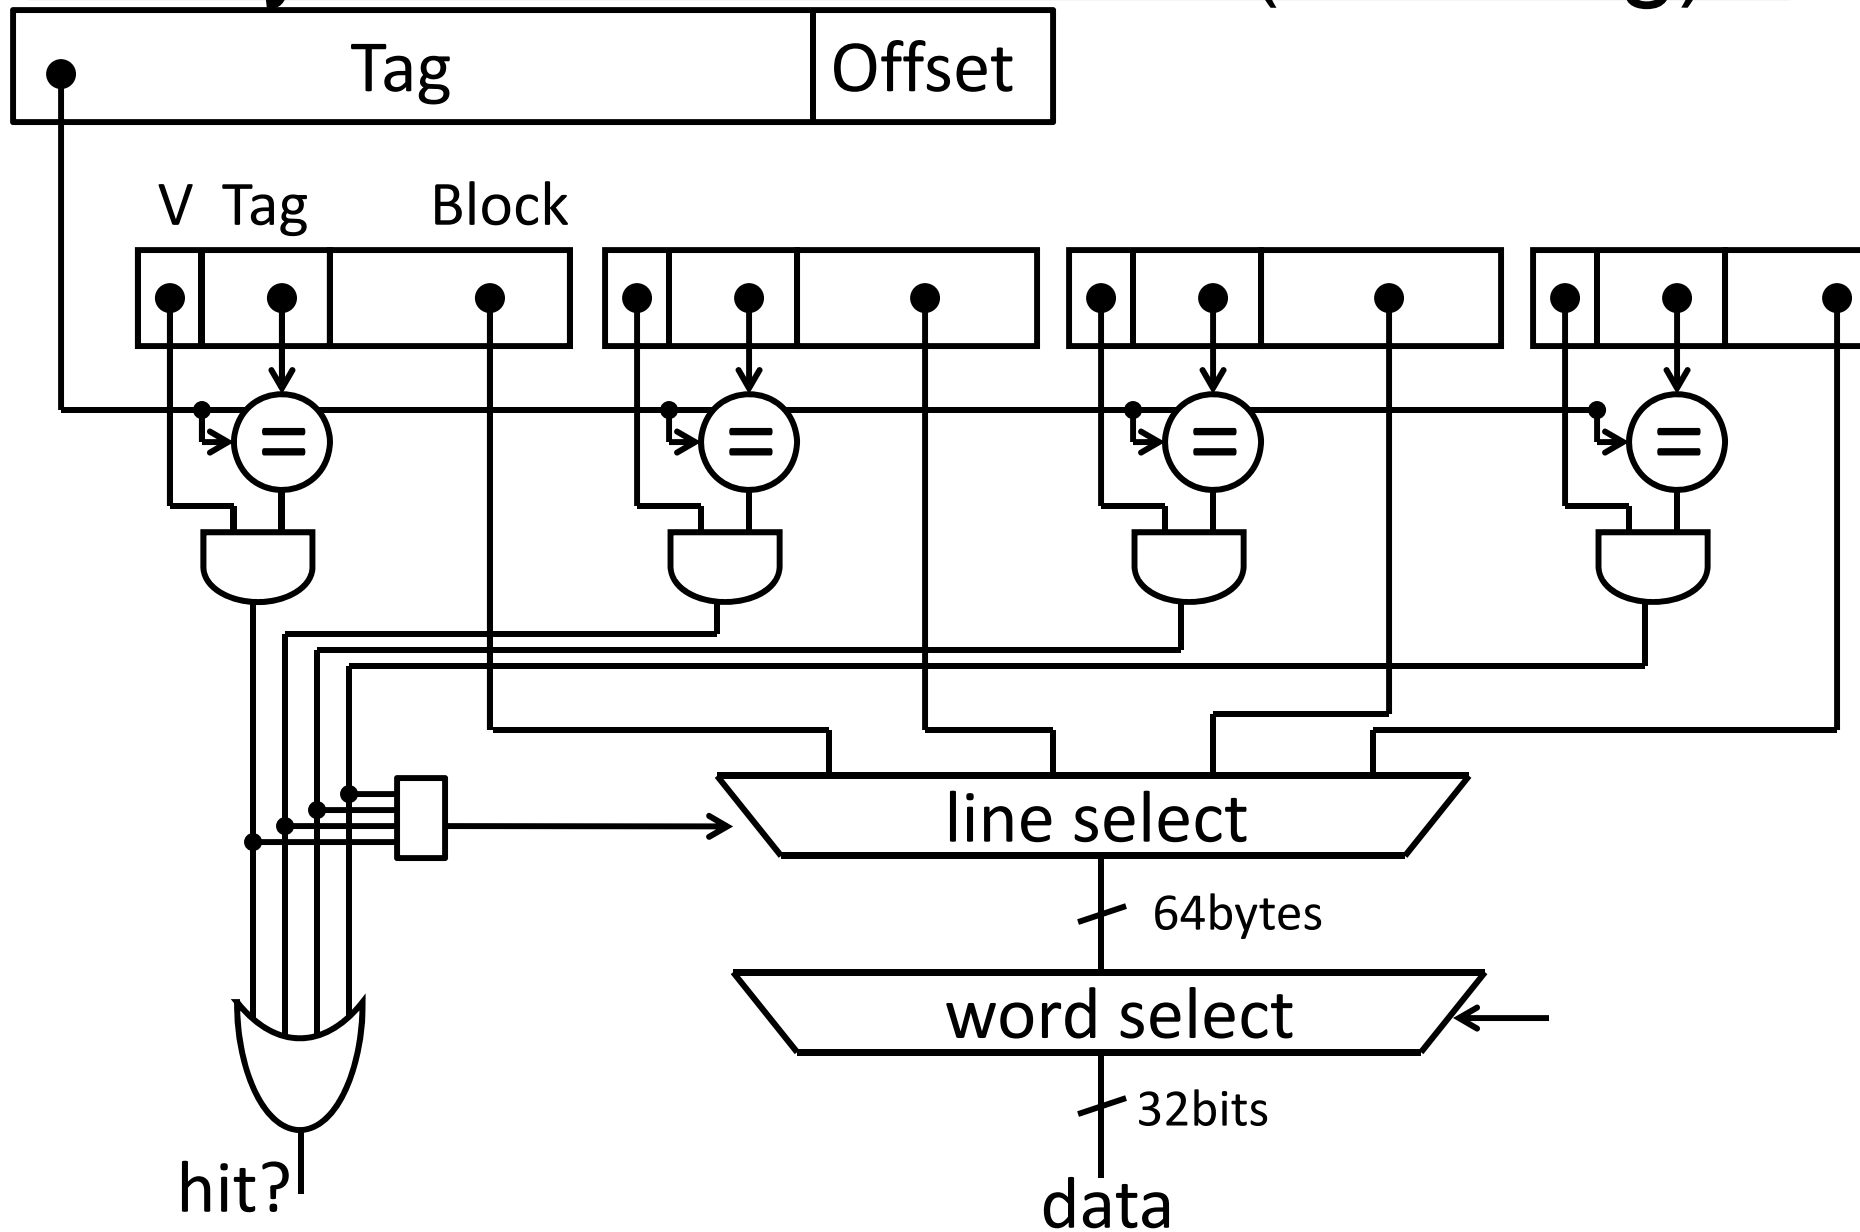 Tag Offset
V Tag Block
= = = =
line select
64bytes
word select
32bits
hit?
data